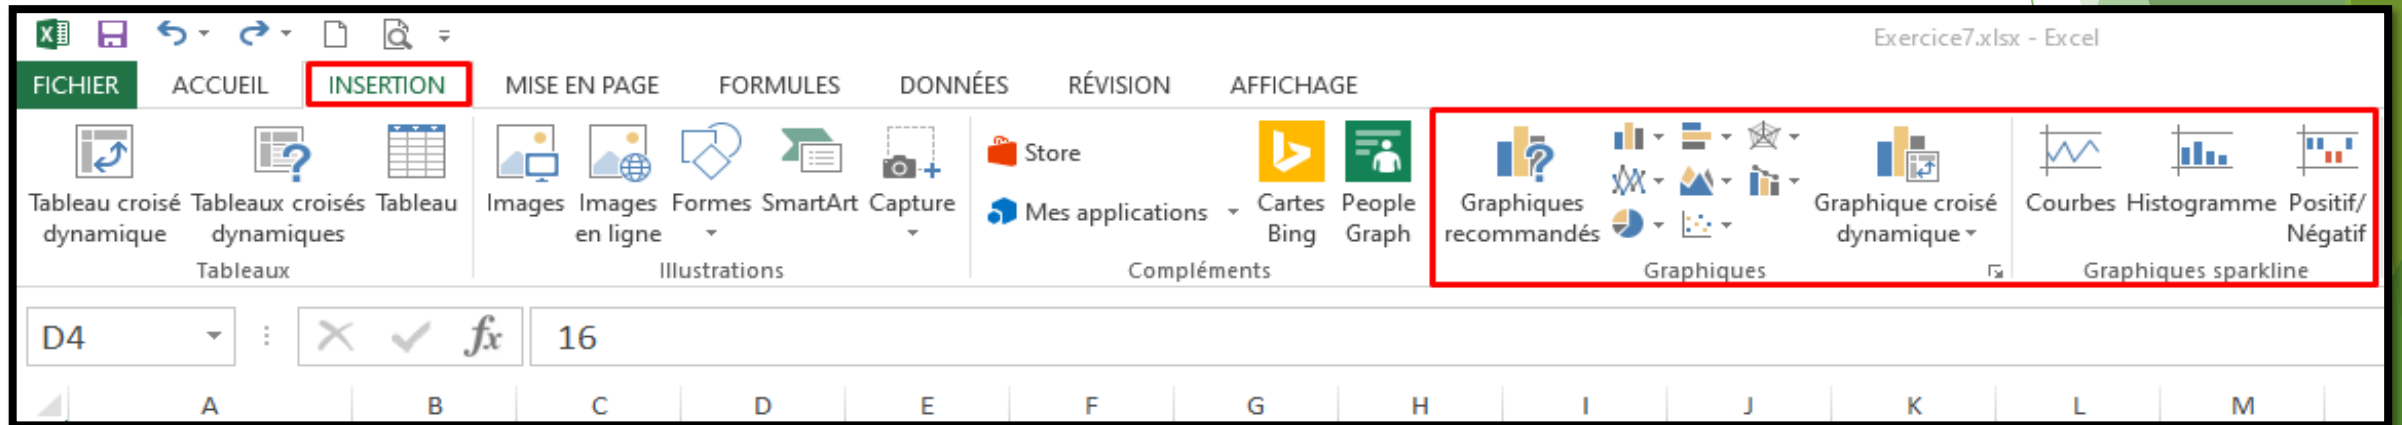 Exercice7.xlsx - Excel
FICHIER ACCUEIL INSERTION MISE EN PAGE FORMULES DONNÉES RÉVISION AFFICHAGE
Tableau croisé dynamique
Tableaux croisés dynamiques
Tableau
Tableaux
Images
Images en ligne
Formes
SmartArt
Capture
Illustrations
Store
Mes applications
Cartes Bing
People Graph
Compléments
Graphiques recommandés
Graphique croisé dynamique
Graphiques
Courbes
Histogramme
Positif/ Négatif
Graphiques sparkline
D4 fx 16
A B C D E F G H I J K L M